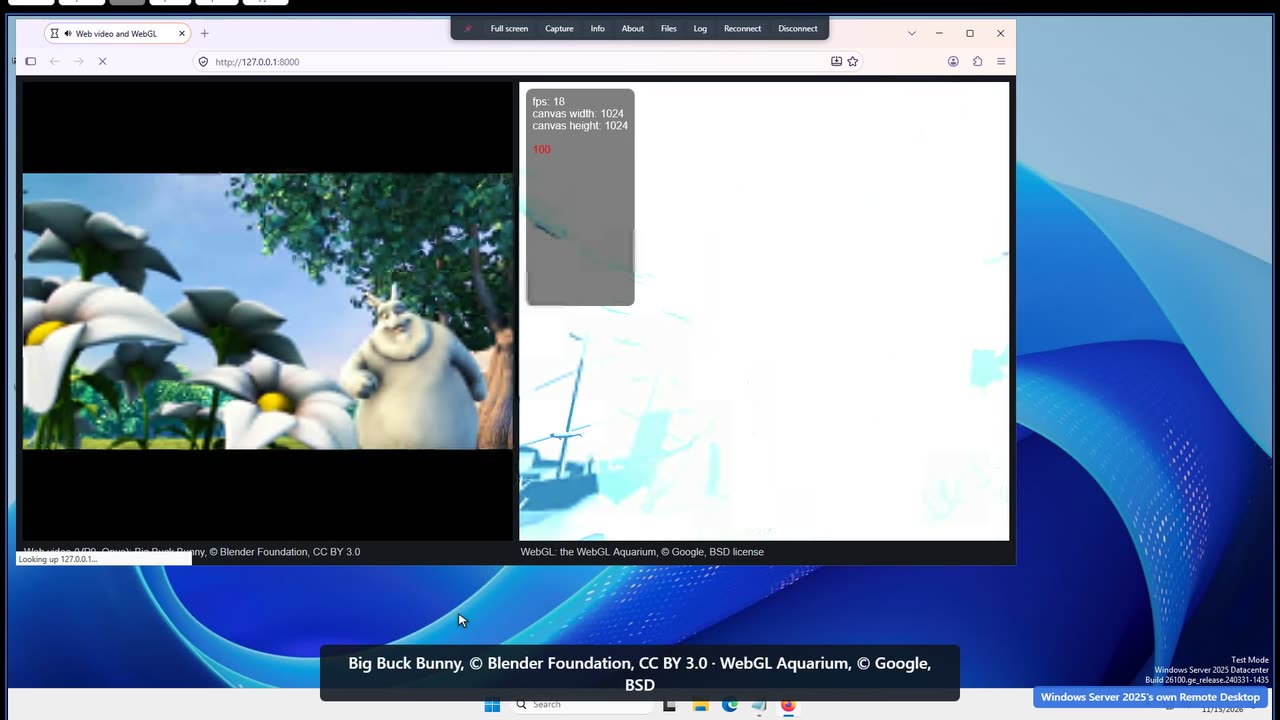 Full screen
Capture
Info
About
Files
Log
Reconnect
Disconnect
Web video and WebGL
http://127.0.0.1:8000
fps: 18
canvas width: 1024
canvas height: 1024
100
Big Buck Bunny, © Blender Foundation, CC BY 3.0
WebGL: the WebGL Aquarium, © Google, BSD license
Looking up 127.0.0.1...
Big Buck Bunny, © Blender Foundation, CC BY 3.0 · WebGL Aquarium, © Google,
BSD
Test Mode
Windows Server 2025 Datacenter
Build 26100.ge_release.240331-1435
Windows Server 2025's own Remote Desktop
Search
11/15/2026